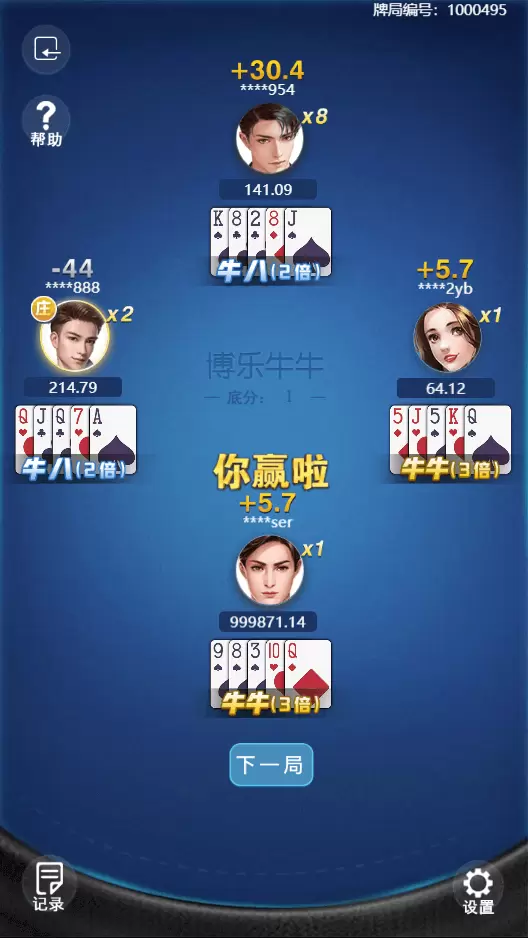 牌局编号：1000495
+30.4
****954
x8
帮助
141.09
K 8 2 8 J
牛八(2倍)
-44
****888
庄
x2
214.79
Q J Q 7 A
牛八(2倍)
+5.7
****2yb
x1
64.12
5 J 5 K Q
牛牛(3倍)
博乐牛牛
底分： 1
你赢啦
+5.7
****ser
x1
999871.14
9 8 3 10 Q
牛牛(3倍)
下一局
记录
设置